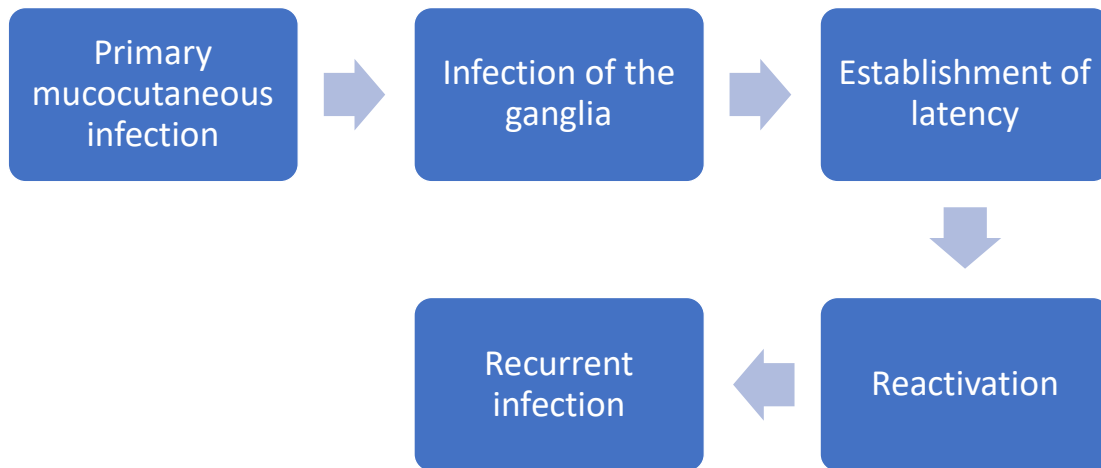 Primary
mucocutaneous
infection
Infection of the
ganglia
Establishment of
latency
Reactivation
Recurrent
infection